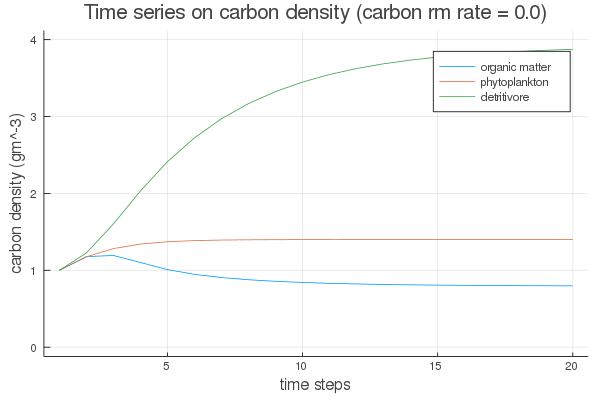 Time series on carbon density (carbon rm rate = 0.0)
carbon density (gm^-3)
4
3
2
1
0
organic matter
phytoplankton
detritivore
5
10
15
20
time steps